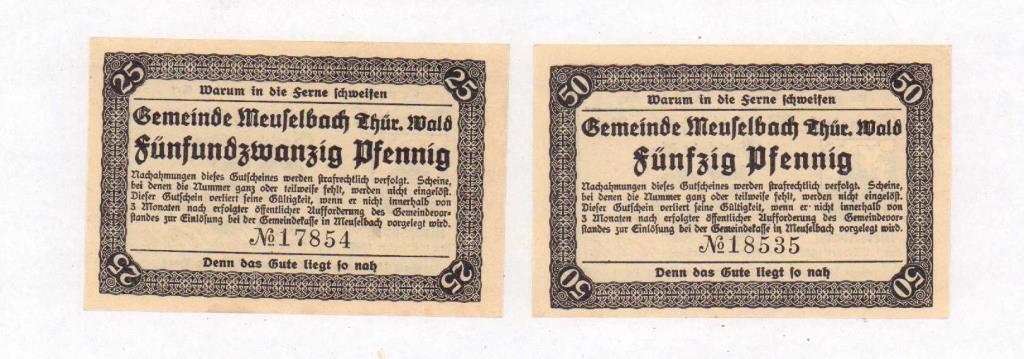 25 25
Warum in die Ferne schweifen
Gemeinde Meuselbach Thür. Wald
Fünfundzwanzig Pfennig
Nachahmungen dieses Gutscheines werden strafrechtlich verfolgt. Scheine,
bei denen die Nummer ganz oder teilweise fehlt, werden nicht eingelöst.
Dieser Gutschein verliert seine Gültigkeit, wenn er nicht innerhalb von
3 Monaten nach erfolgter öffentlicher Aufforderung des Gemeindevor-
standes zur Einlösung bei der Gemeindekasse in Meuselbach vorgelegt wird.
№17854
Denn das Gute liegt so nah
25 25
50 50
Warum in die Ferne schweifen
Gemeinde Meuselbach Thür. Wald
Fünfzig Pfennig
Nachahmungen dieses Gutscheines werden strafrechtlich verfolgt. Scheine,
bei denen die Nummer ganz oder teilweise fehlt, werden nicht eingelöst.
Dieser Gutschein verliert seine Gültigkeit, wenn er nicht innerhalb von
3 Monaten nach erfolgter öffentlicher Aufforderung des Gemeindevor-
standes zur Einlösung bei der Gemeindekasse in Meuselbach vorgelegt wird.
№18535
Denn das Gute liegt so nah
50 50